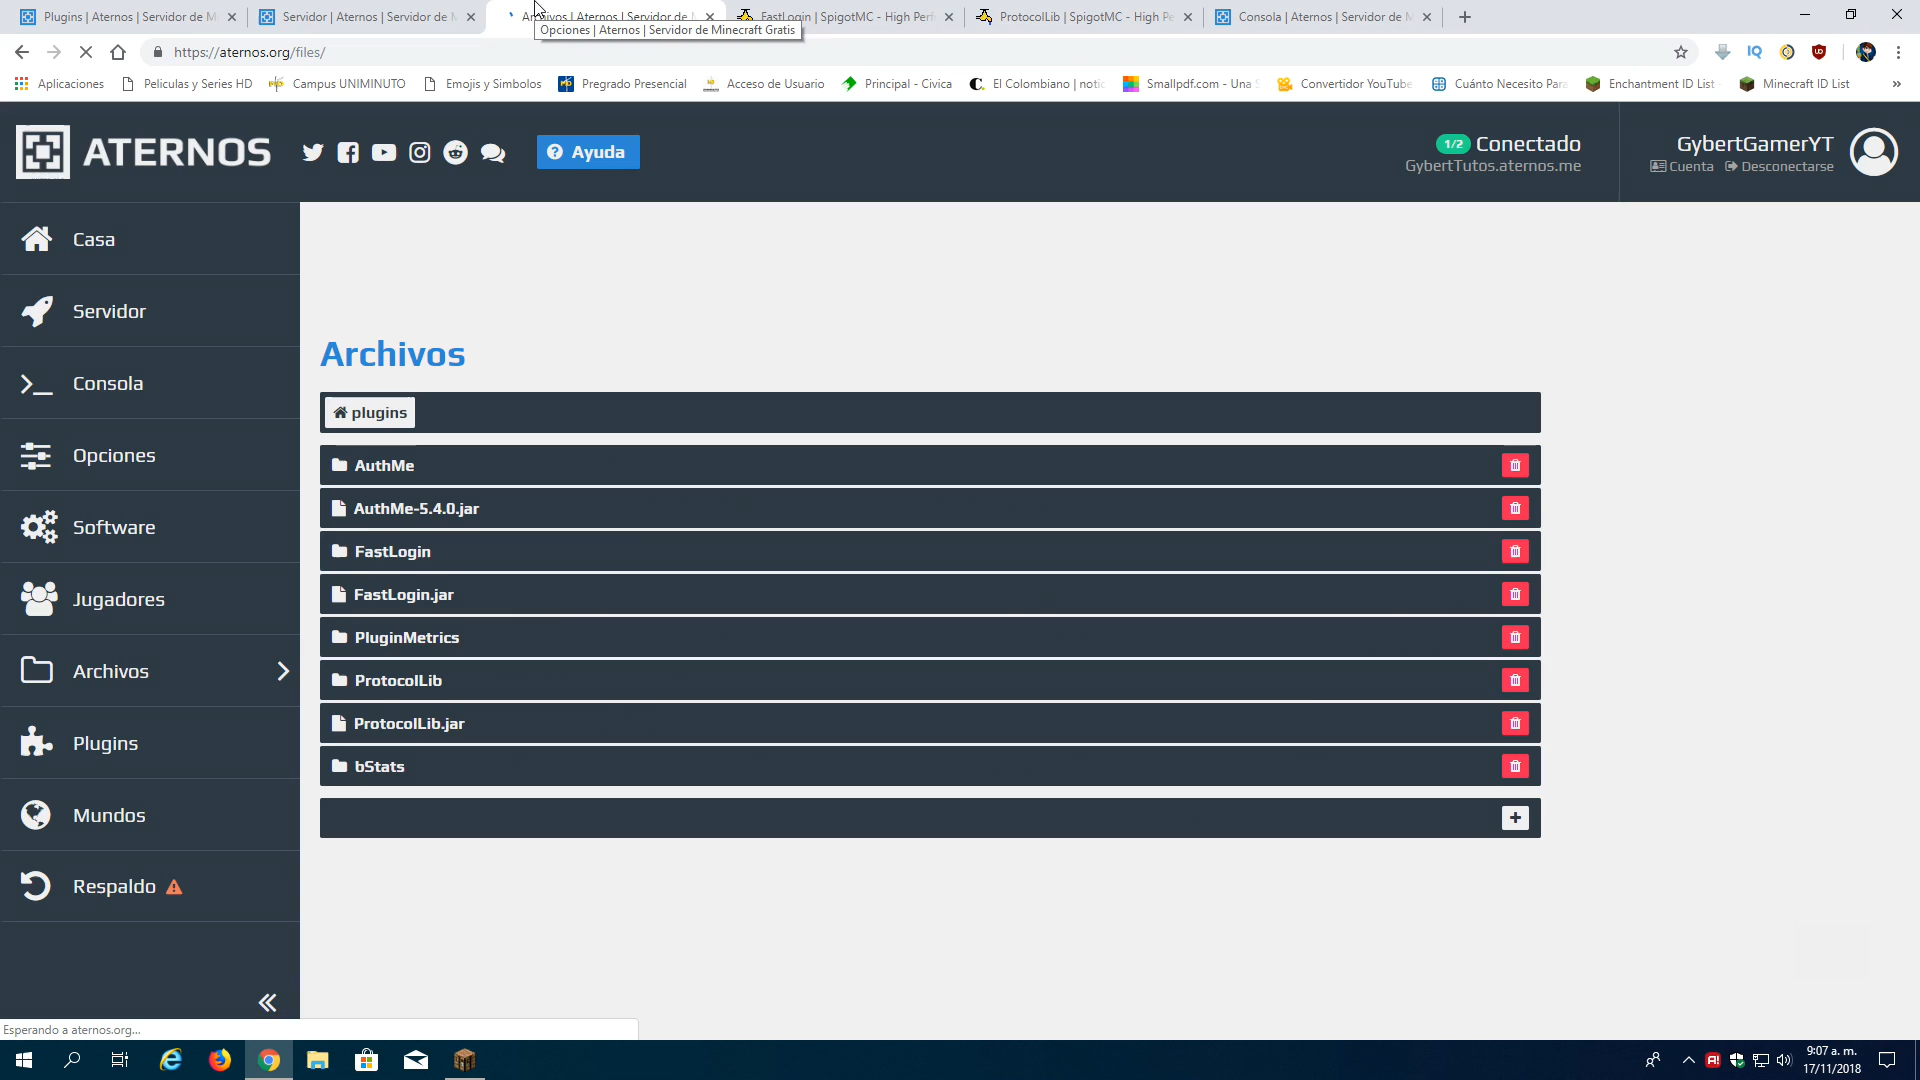 Plugins | Aternos | Servidor de M
Servidor | Aternos | Servidor de M
Archivos | Aternos | Servidor de
FastLogin | SpigotMC - High Perf
ProtocolLib | SpigotMC - High Pe
Consola | Aternos | Servidor de M
Opciones | Aternos | Servidor de Minecraft Gratis
https://aternos.org/files/
Aplicaciones
Peliculas y Series HD
Campus UNIMINUTO
Emojis y Simbolos
Pregrado Presencial
Acceso de Usuario
Principal - Civica
El Colombiano | notic
Smallpdf.com - Una S
Convertidor YouTube
Cuánto Necesito Para
Enchantment ID List
Minecraft ID List
»
ATERNOS
Ayuda
1/2 Conectado
GybertTutos.aternos.me
GybertGamerYT
Cuenta Desconectarse
Casa
Servidor
Consola
Opciones
Software
Jugadores
Archivos
Plugins
Mundos
Respaldo
Archivos
plugins
AuthMe
AuthMe-5.4.0.jar
FastLogin
FastLogin.jar
PluginMetrics
ProtocolLib
ProtocolLib.jar
bStats
Esperando a aternos.org...
9:07 a. m.
17/11/2018